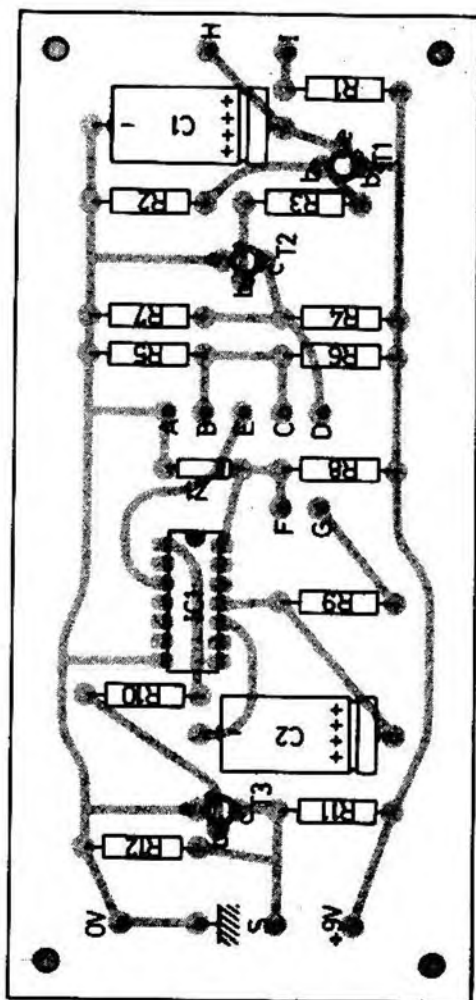 H
I
R1
C1
-
++++
e
T1
b
b
R2
R3
b
T2
C
R7
R4
R5
R6
A
B
E
C
D
Z
R8
F
G
IC1
R9
R10
C2
++++
T3
C
R11
R12
0V
S
+9V